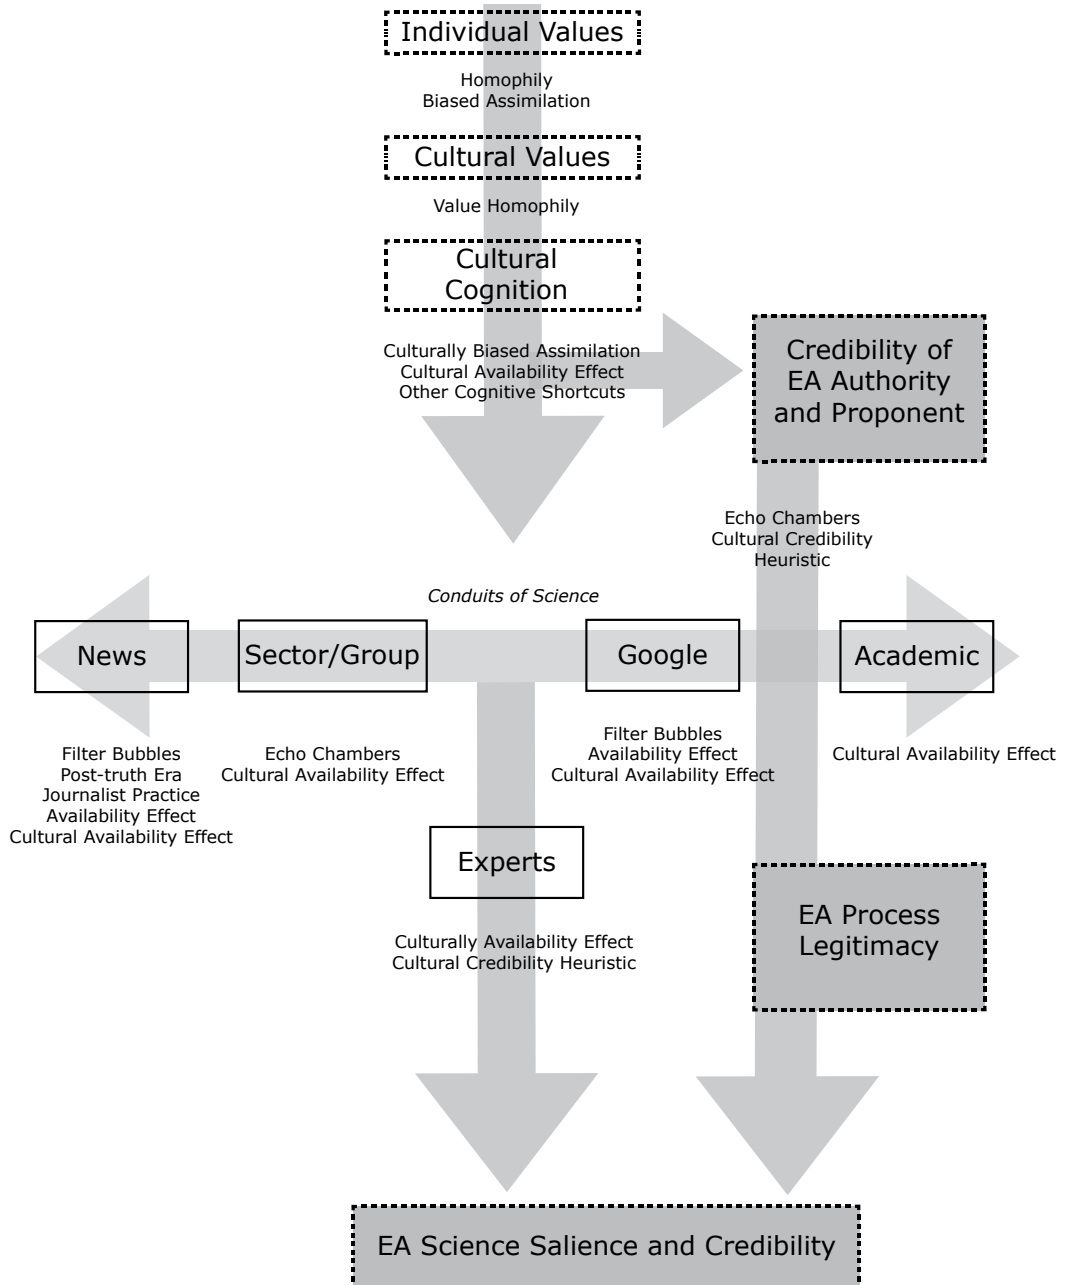 Individual Values
Homophily
Biased Assimilation
Cultural Values
Value Homophily
Cultural
Cognition
Culturally Biased Assimilation
Cultural Availability Effect
Other Cognitive Shortcuts
Credibility of
EA Authority
and Proponent
Echo Chambers
Cultural Credibility
Heuristic
Conduits of Science
News
Sector/Group
Google
Academic
Filter Bubbles
Post-truth Era
Journalist Practice
Availability Effect
Cultural Availability Effect
Echo Chambers
Cultural Availability Effect
Filter Bubbles
Availability Effect
Cultural Availability Effect
Cultural Availability Effect
Experts
Culturally Availability Effect
Cultural Credibility Heuristic
EA Process
Legitimacy
EA Science Salience and Credibility